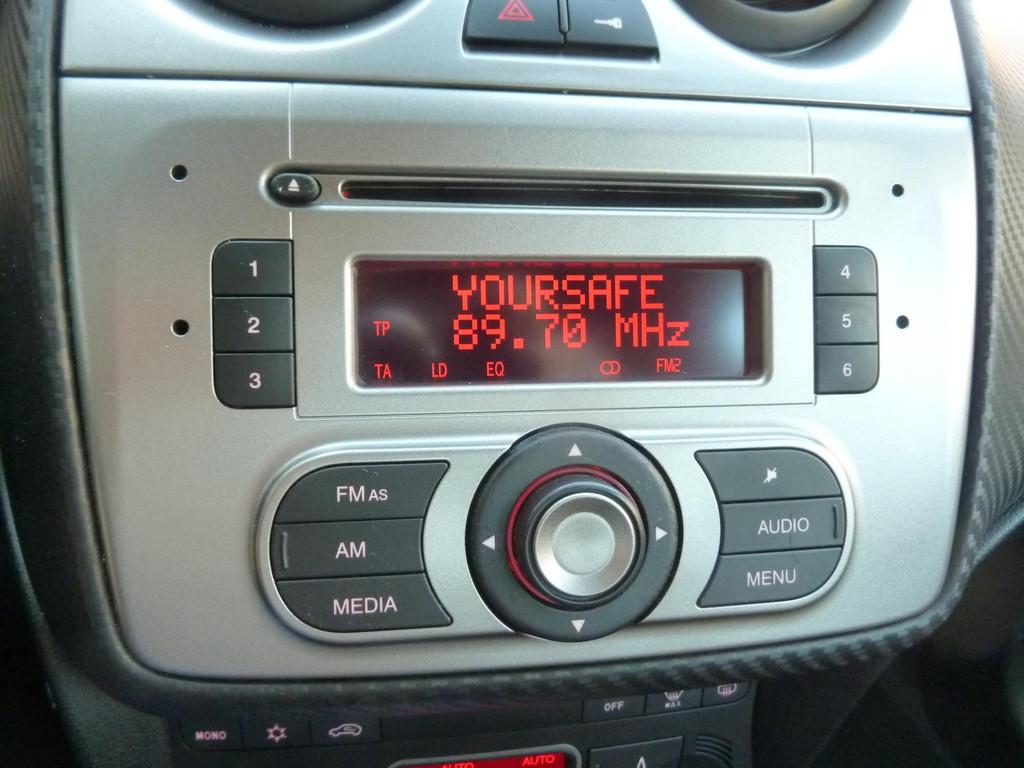 1
2
3
YOURSAFE
TP 89.70 MHz
TA LD EQ FM2
4
5
6
FM AS
AM
MEDIA
AUDIO
MENU
MONO
OFF
MAX
AUTO AUTO